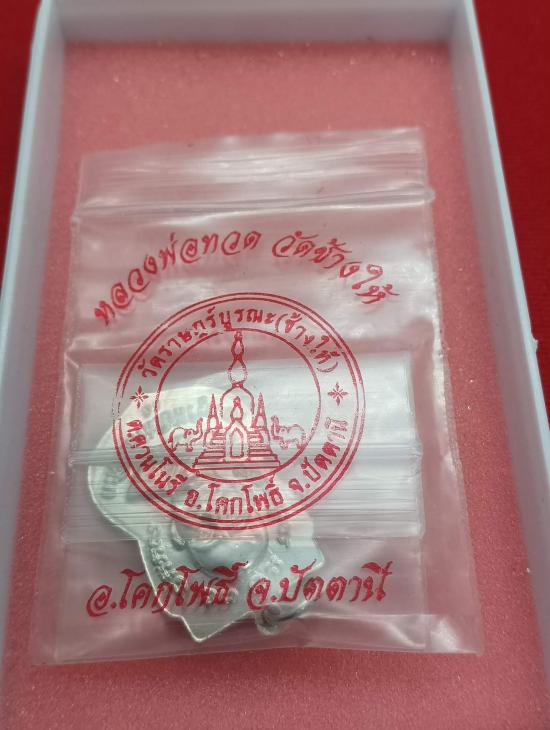 หลวงพ่อทวด วัดช้างให้
วัดราษฎร์บูรณะ(ช้างให้)
ต.ควนโนรี อ.โคกโพธิ์ จ.ปัตตานี
อ.โคกโพธิ์ จ.ปัตตานี